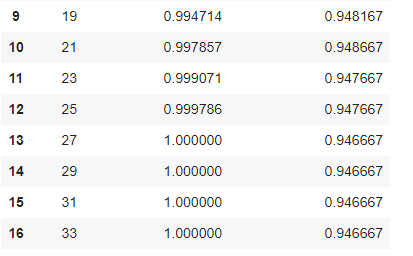 9 19 0.994714 0.948167
10 21 0.997857 0.948667
11 23 0.999071 0.947667
12 25 0.999786 0.947667
13 27 1.000000 0.946667
14 29 1.000000 0.946667
15 31 1.000000 0.946667
16 33 1.000000 0.946667